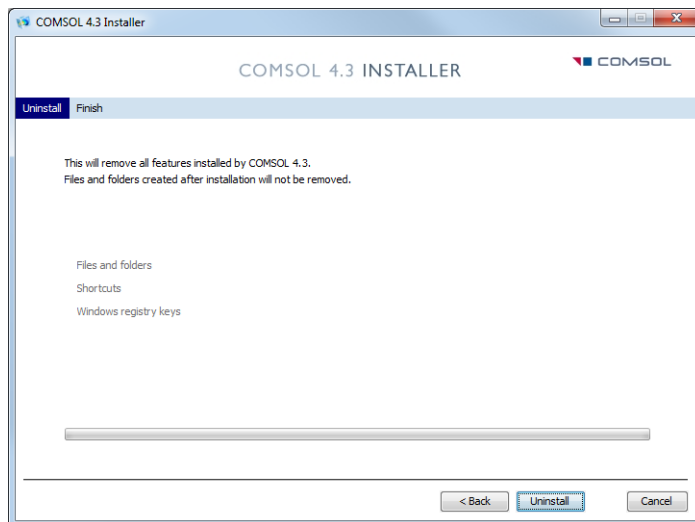 COMSOL 4.3 Installer
COMSOL 4.3 INSTALLER
COMSOL
Uninstall Finish
This will remove all features installed by COMSOL 4.3.
Files and folders created after installation will not be removed.
Files and folders
Shortcuts
Windows registry keys
< Back Uninstall Cancel